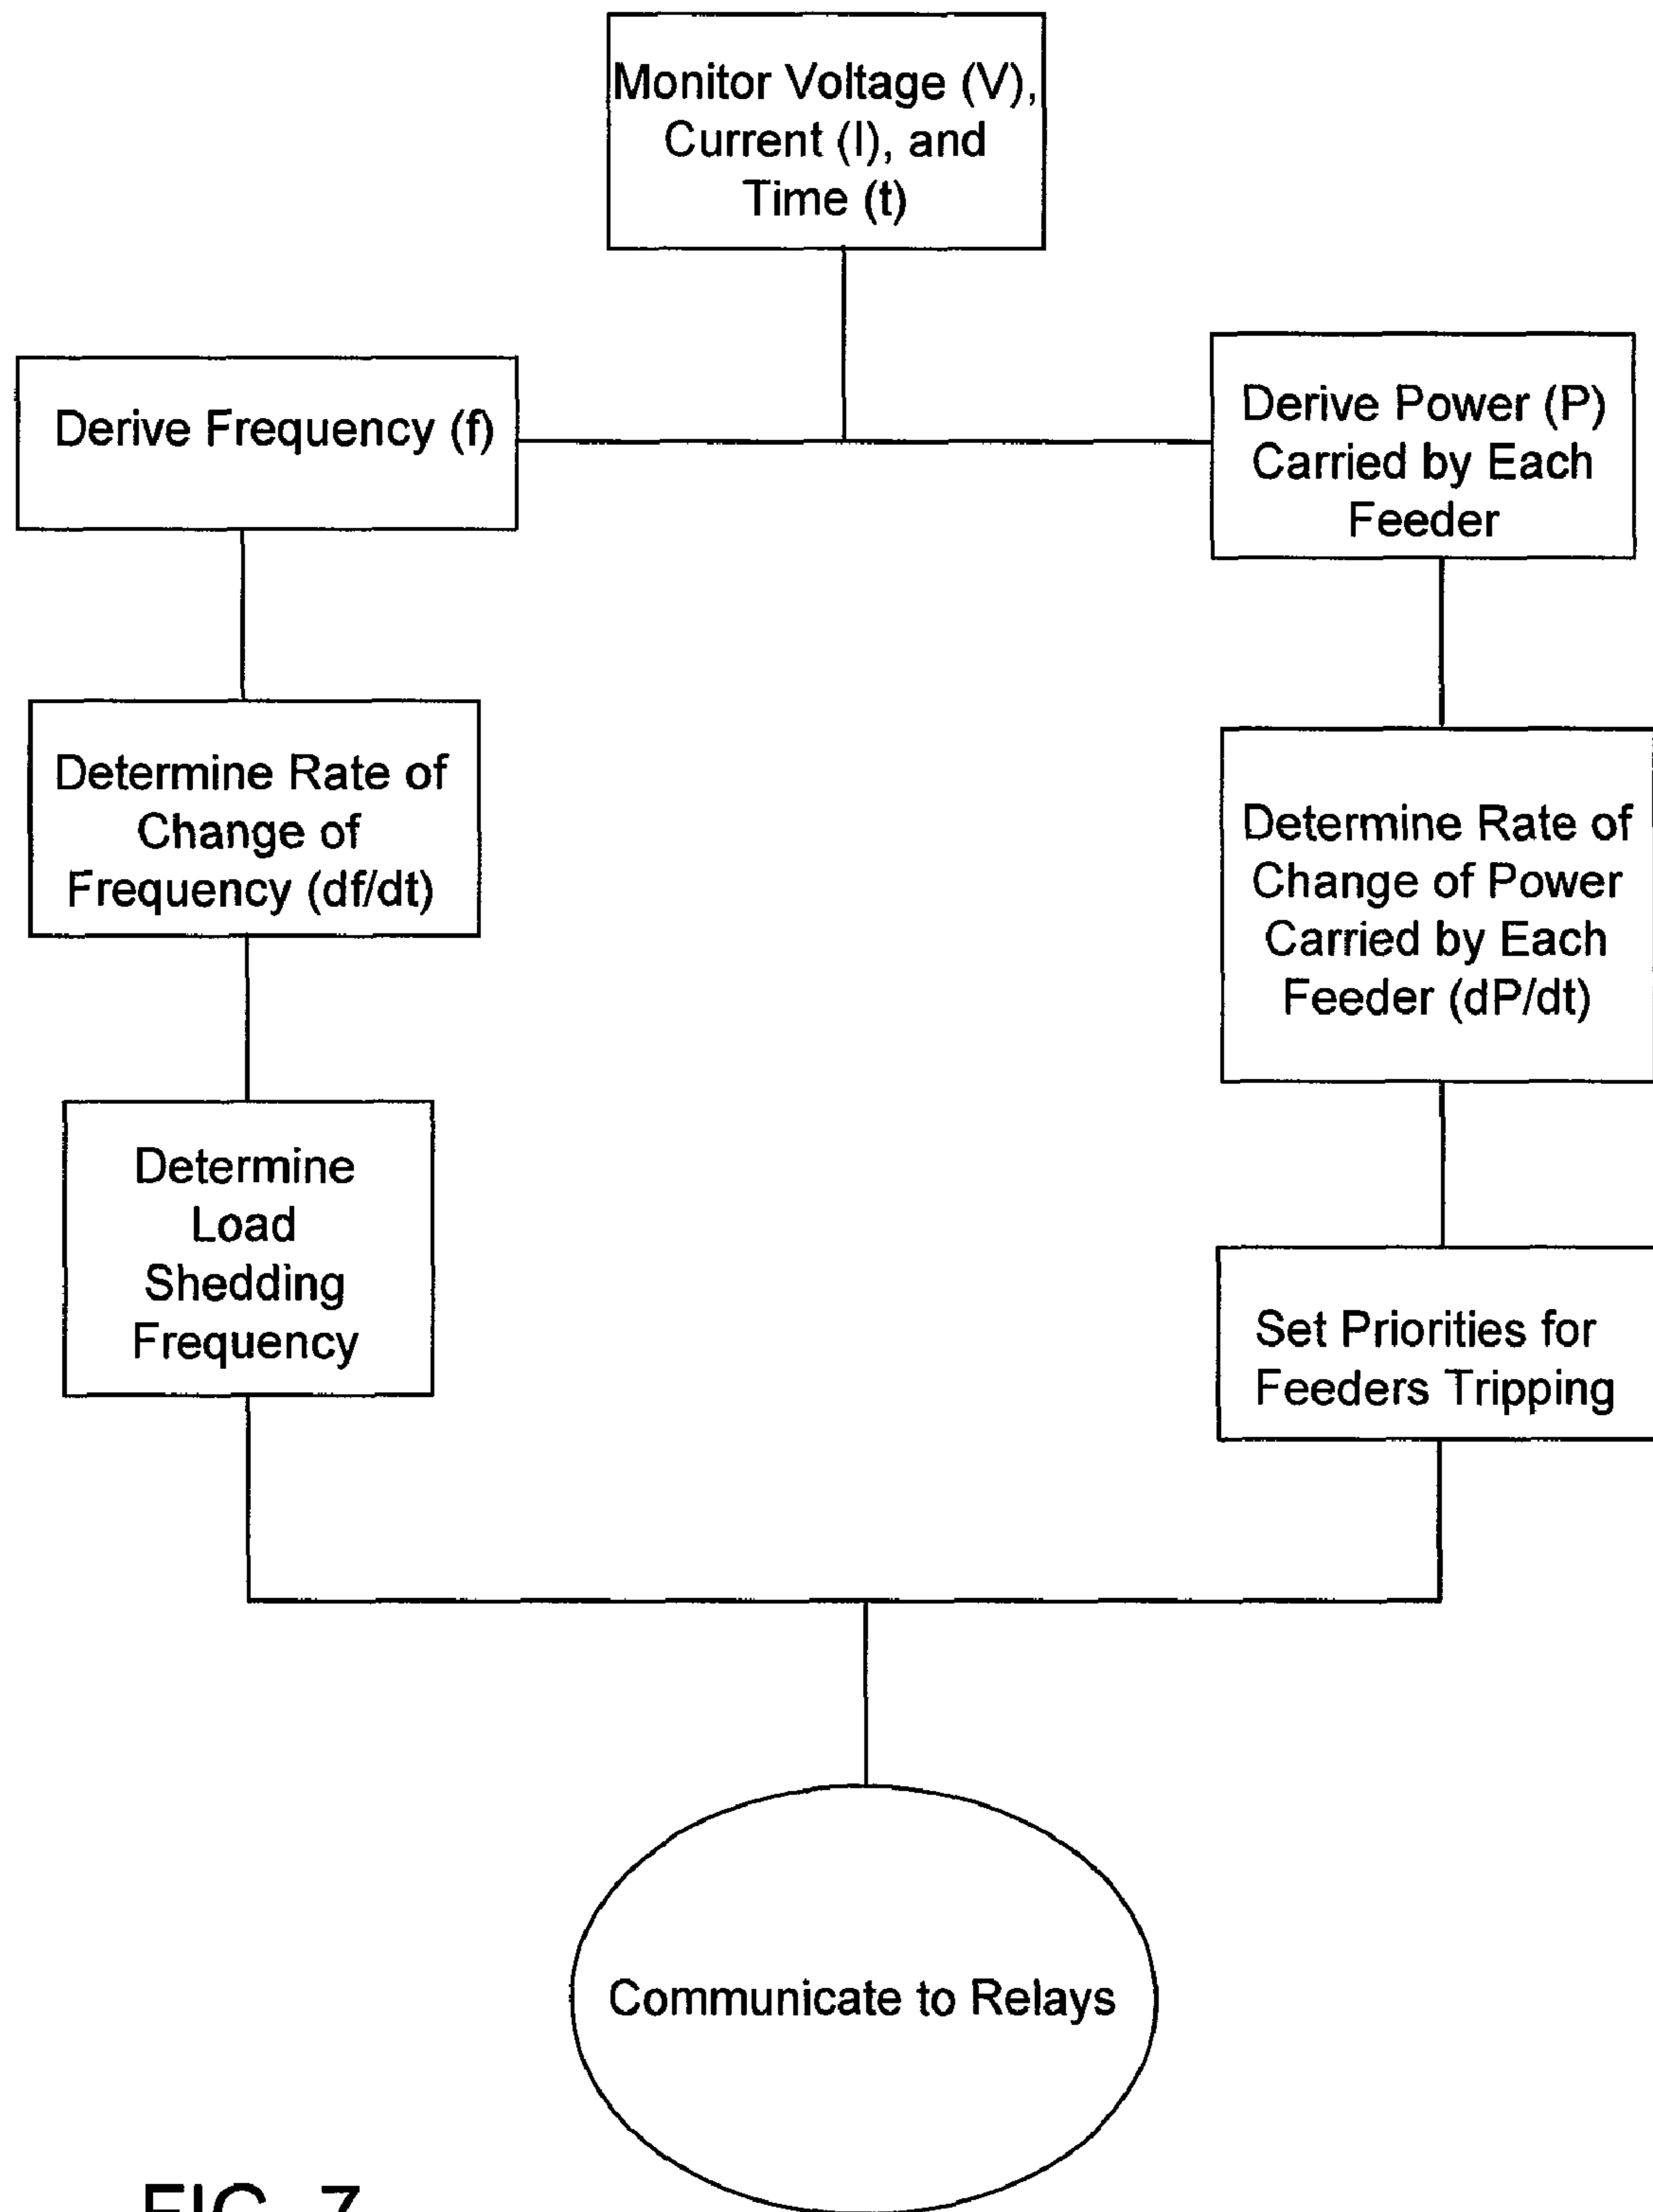 Monitor Voltage (V),
Current (I), and
Time (t)
Derive Frequency (f)
Derive Power (P)
Carried by Each
Feeder
Determine Rate of
Change of
Frequency (df/dt)
Determine Rate of
Change of Power
Carried by Each
Feeder (dP/dt)
Determine
Load
Shedding
Frequency
Set Priorities for
Feeders Tripping
Communicate to Relays
FIG. 7